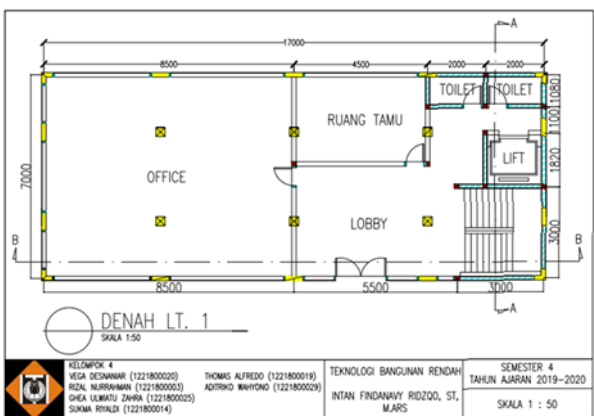 A
17000
8500 4500 2000 2000
TOILET TOILET
1080
RUANG TAMU
1100
LIFT
1820
7000
OFFICE
LOBBY
3000
B B
8500 5500 3000
A
DENAH LT. 1
SKALA 1:50
KELOMPOK 4
VEGA DESNANIAR (1221800020)
RIZAL NURRAHMAN (1221800003)
GHEA ULWIATU ZAHRA (1221800025)
SUKMA RIYALDI (1221800014)
THOMAS ALFREDO (1221800019)
ADITRIKO WAHYONO (1221800029)
TEKNOLOGI BANGUNAN RENDAH
INTAN FINDANAVY RIDZQO, ST,
M.ARS
SEMESTER 4
TAHUN AJARAN 2019-2020
SKALA 1 : 50